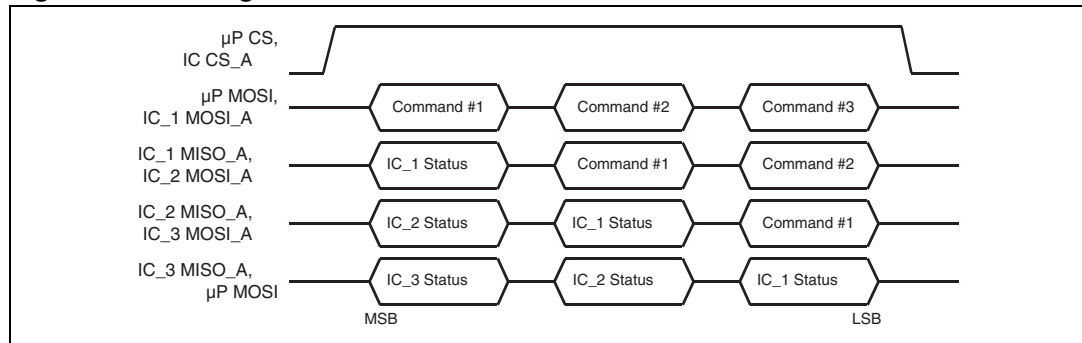 µP CS,
IC CS_A
µP MOSI,
IC_1 MOSI_A
Command #1
Command #2
Command #3
IC_1 MISO_A,
IC_2 MOSI_A
IC_1 Status
Command #1
Command #2
IC_2 MISO_A,
IC_3 MOSI_A
IC_2 Status
IC_1 Status
Command #1
IC_3 MISO_A,
µP MOSI
IC_3 Status
IC_2 Status
IC_1 Status
MSB
LSB